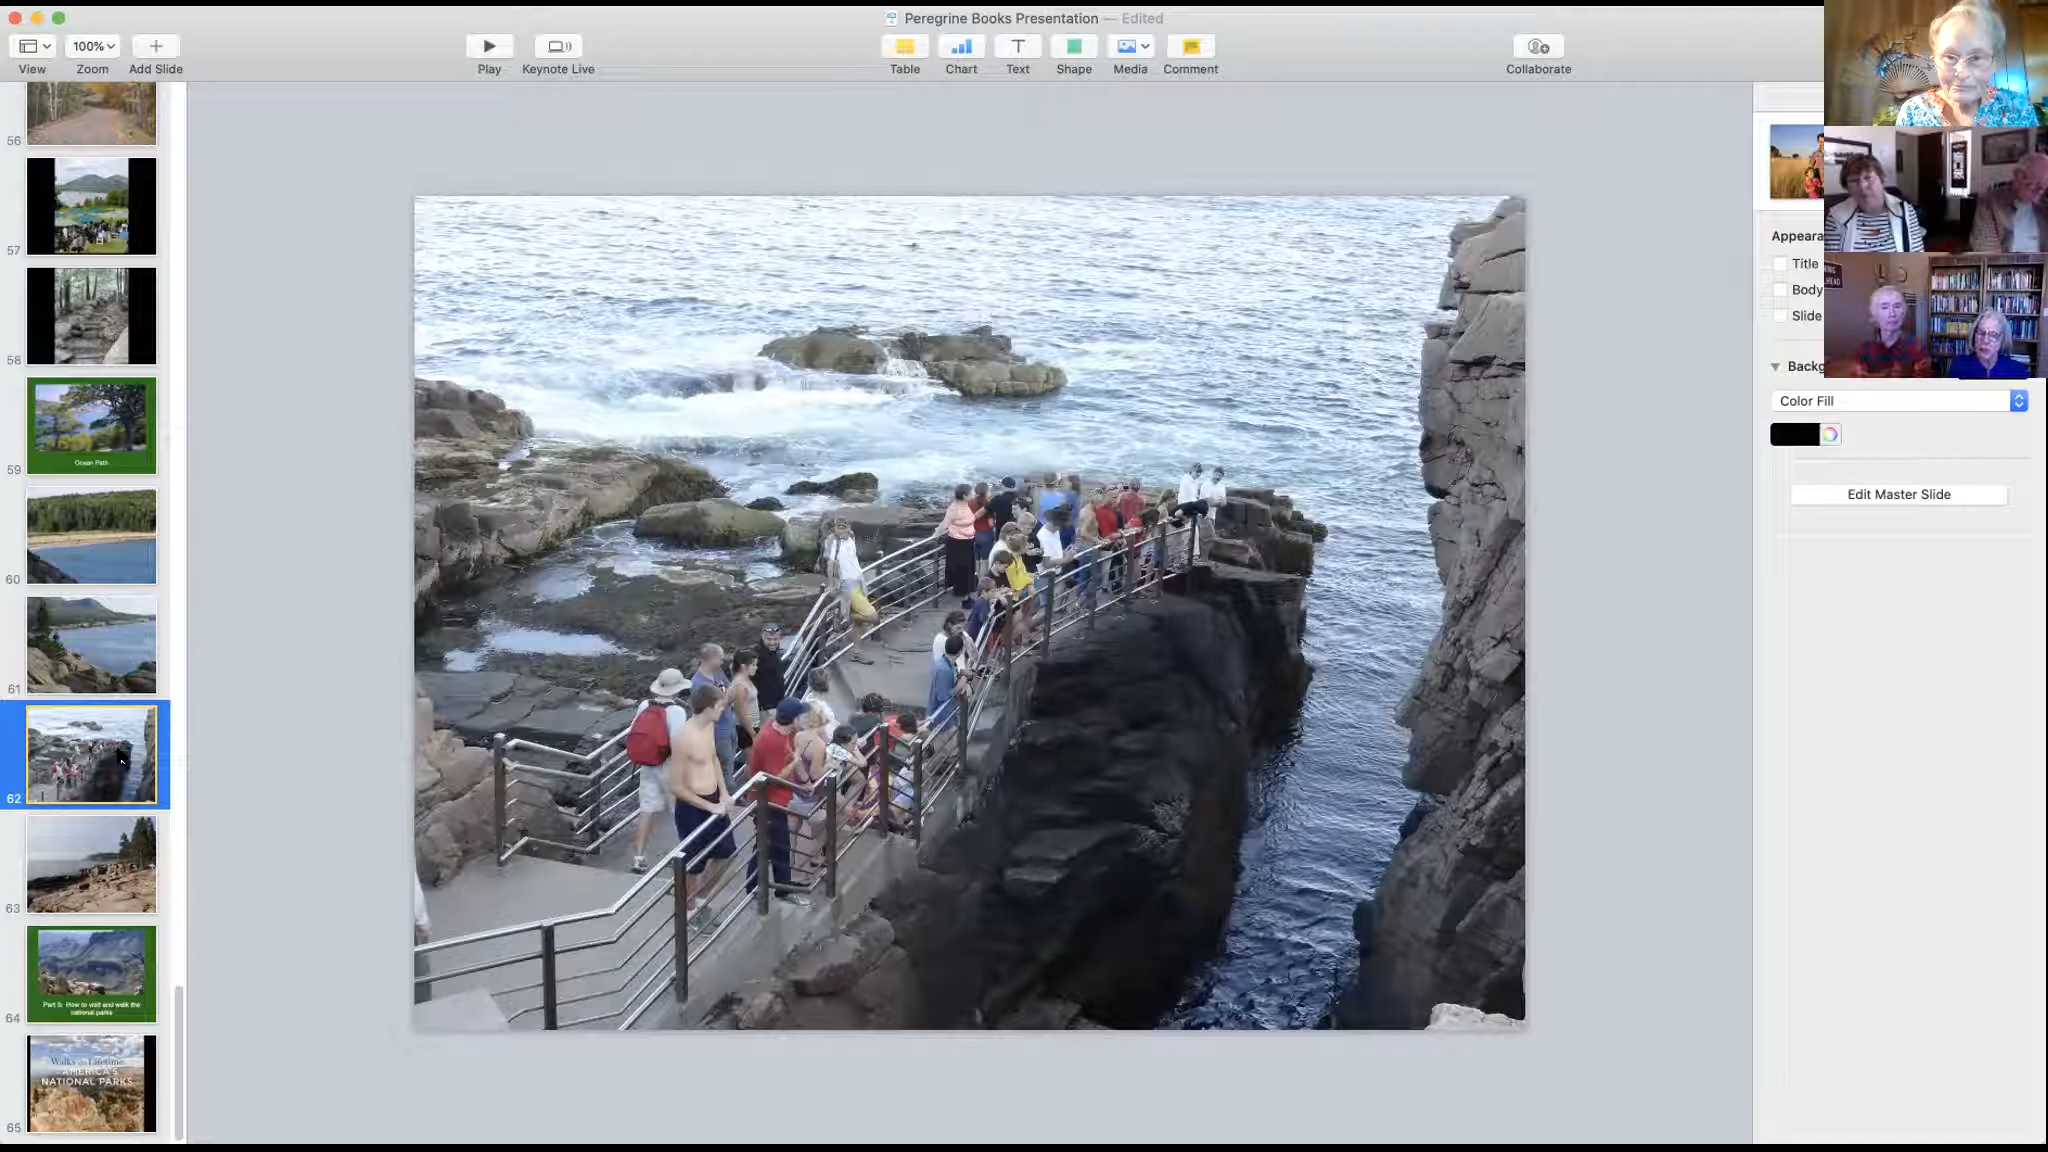 Peregrine Books Presentation — Edited
View
100%
Zoom
Add Slide
Play
Keynote Live
Table
Chart
Text
Shape
Media
Comment
Collaborate
56
57
58
Ocean Path
59
60
61
62
63
Part 3: How to visit and walk the
national parks
64
Walks of a Lifetime
AMERICA'S
NATIONAL PARKS
65
Appeara
Title
Body
Slide
Backg
Color Fill
Edit Master Slide